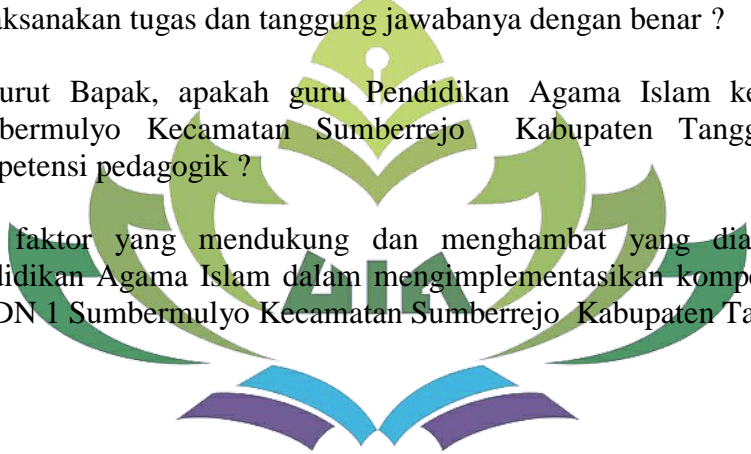 aksanakan tugas dan tanggung jawabanya dengan benar ?
urut Bapak, apakah guru Pendidikan Agama Islam ke
bermulyo Kecamatan Sumberrejo Kabupaten Tangg
petensi pedagogik ?
faktor yang mendukung dan menghambat yang dia
didikan Agama Islam dalam mengimplementasikan kompe
DN 1 Sumbermulyo Kecamatan Sumberrejo Kabupaten Ta